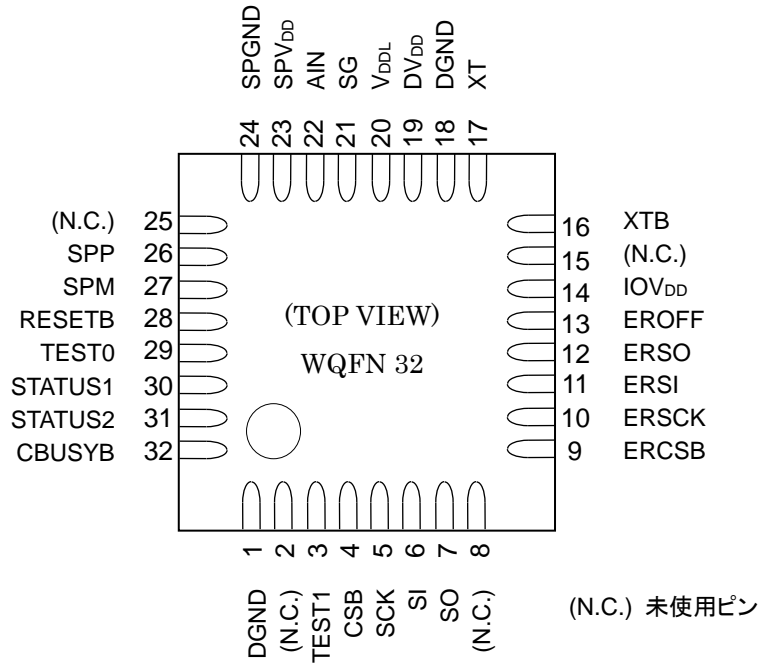 SPGND
SPVDD
AIN
SG
VDDL
DVDD
DGND
XT
24
23
22
21
20
19
18
17
(N.C.) 25
SPP 26
SPM 27
RESETB 28
TEST0 29
STATUS1 30
STATUS2 31
CBUSYB 32
(TOP VIEW)
WQFN 32
16 XTB
15 (N.C.)
14 IOVDD
13 EROFF
12 ERSO
11 ERSI
10 ERSCK
9 ERCSB
1
2
3
4
5
6
7
8
DGND
(N.C.)
TEST1
CSB
SCK
SI
SO
(N.C.)
(N.C.) 未使用ピン